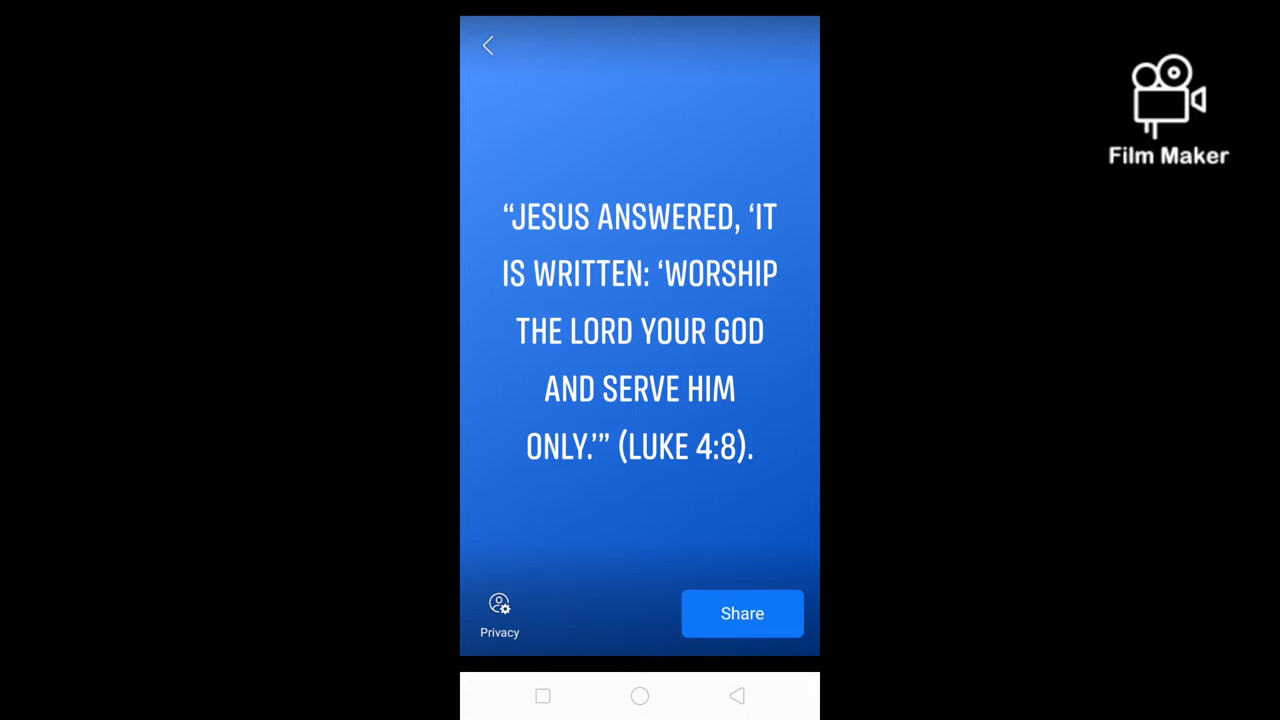 Film Maker
“JESUS ANSWERED, ‘IT
IS WRITTEN: ‘WORSHIP
THE LORD YOUR GOD
AND SERVE HIM
ONLY.’” (LUKE 4:8).
Privacy
Share